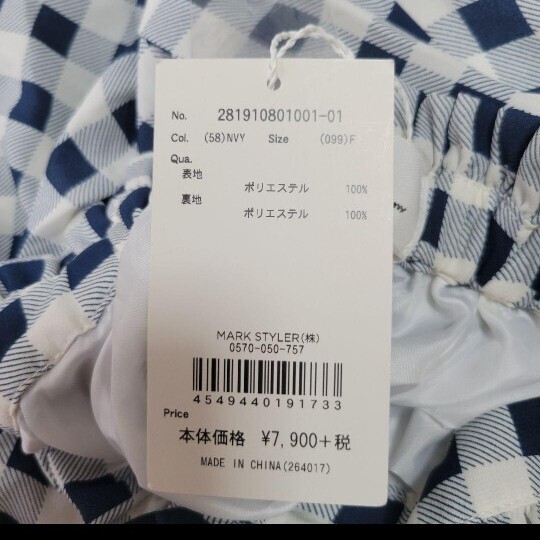 No. 281910801001-01
Col. (58)NVY Size (099)F
Qua.
表地
ポリエステル 100%
裏地
ポリエステル 100%
MARK STYLER(株)
0570-050-757
4549440191733
Price
本体価格 ¥7,900+税
MADE IN CHINA(264017)